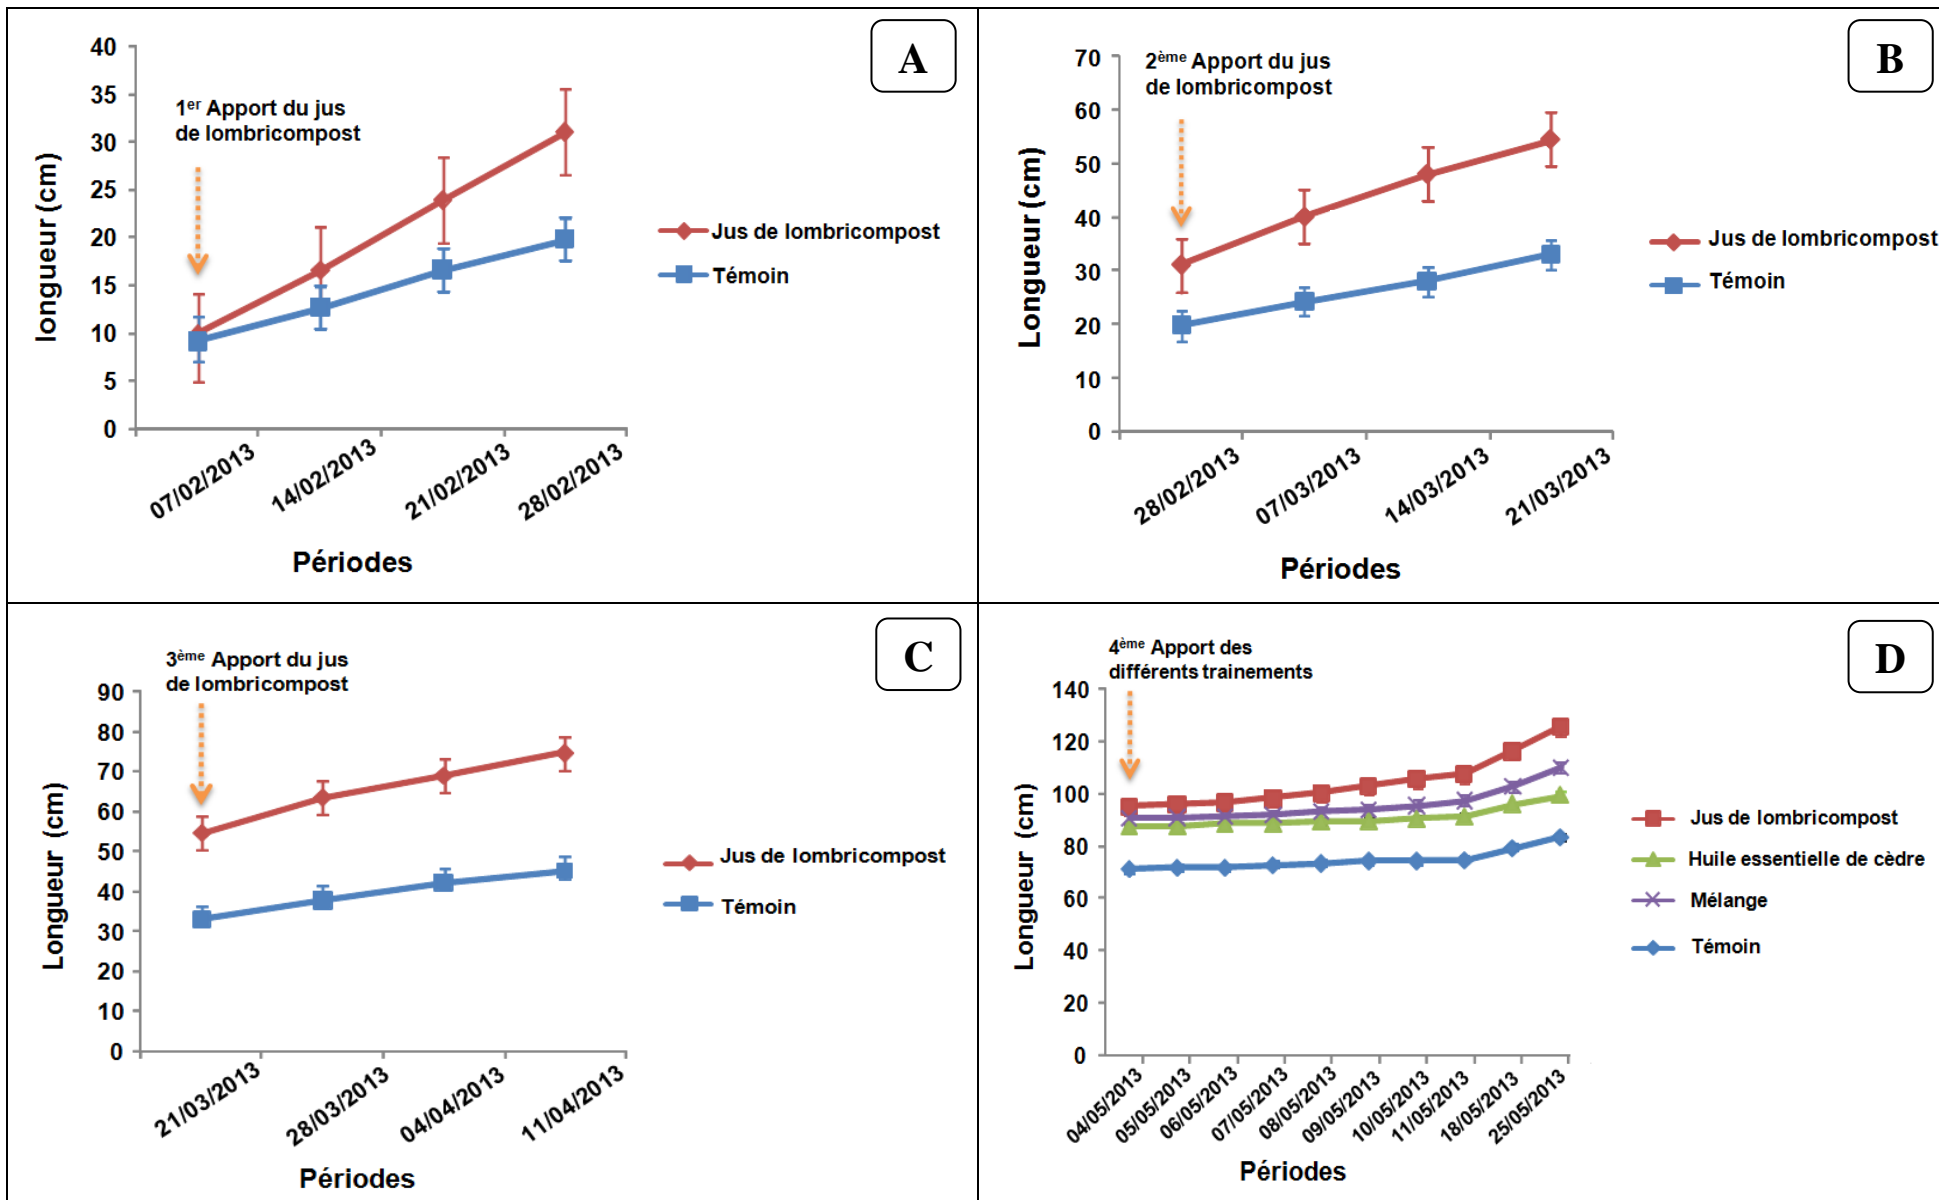 A
1er Apport du jus
de lombricompost
40
35
30
25
20
15
10
5
0
longueur (cm)
07/02/2013
14/02/2013
21/02/2013
28/02/2013
Périodes
Jus de lombricompost
Témoin
B
2ème Apport du jus
de lombricompost
70
60
50
40
30
20
10
0
Longueur (cm)
28/02/2013
07/03/2013
14/03/2013
21/03/2013
Périodes
Jus de lombricompost
Témoin
C
3ème Apport du jus
de lombricompost
90
80
70
60
50
40
30
20
10
0
Longueur (cm)
21/03/2013
28/03/2013
04/04/2013
11/04/2013
Périodes
Jus de lombricompost
Témoin
D
4ème Apport des
différents trainements
140
120
100
80
60
40
20
0
Longueur (cm)
04/05/2013
05/05/2013
06/05/2013
07/05/2013
08/05/2013
09/05/2013
10/05/2013
11/05/2013
18/05/2013
25/05/2013
Périodes
Jus de lombricompost
Huile essentielle de cèdre
Mélange
Témoin